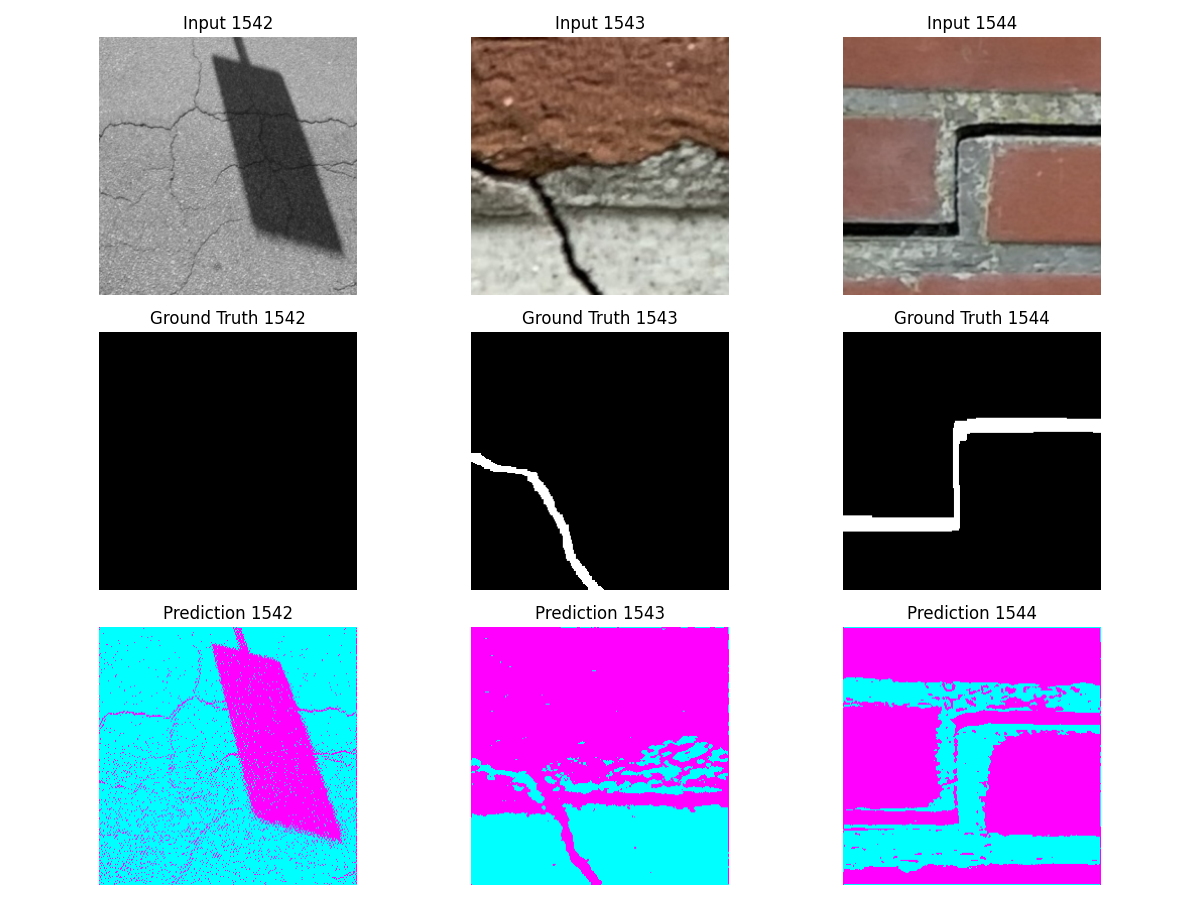 Input 1542
Input 1543
Input 1544
Ground Truth 1542
Ground Truth 1543
Ground Truth 1544
Prediction 1542
Prediction 1543
Prediction 1544